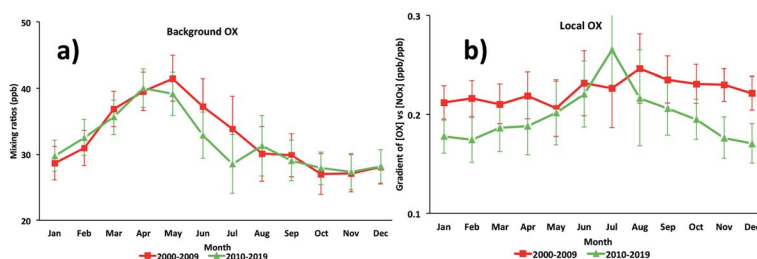 a)
Background OX
Mixing ratios (ppb)
50
40
30
20
Jan Feb Mar Apr May Jun Jul Aug Sep Oct Nov Dec
Month
2000-2009 2010-2019
b)
Local OX
Gradient of [OX] vs [NOx] (ppb/ppb)
0.3
0.2
0.1
Jan Feb Mar Apr May Jun Jul Aug Sep Oct Nov Dec
Month
2000-2009 2010-2019